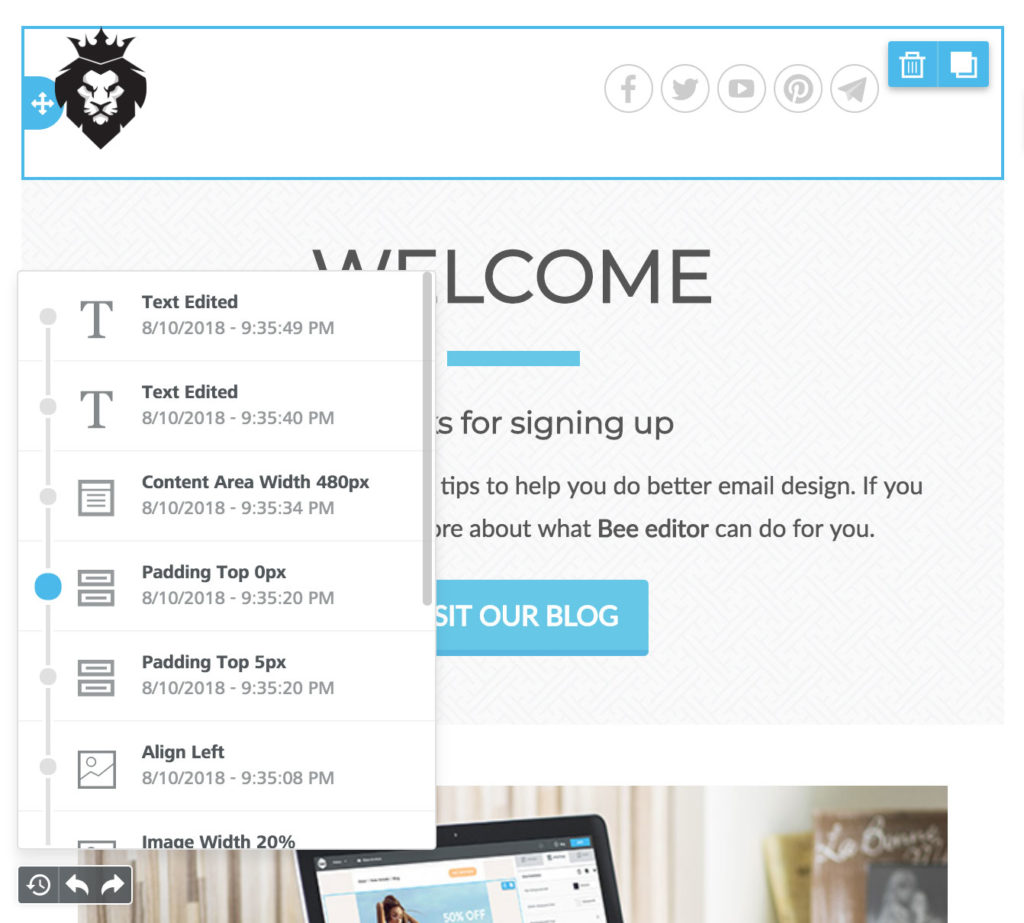 WELCOME
Text Edited
8/10/2018 - 9:35:49 PM
Text Edited
8/10/2018 - 9:35:40 PM
for signing up
Content Area Width 480px
8/10/2018 - 9:35:34 PM
tips to help you do better email design. If you
about what Bee editor can do for you.
Padding Top 0px
8/10/2018 - 9:35:20 PM
SIT OUR BLOG
Padding Top 5px
8/10/2018 - 9:35:20 PM
Align Left
8/10/2018 - 9:35:08 PM
Image Width 20%
La Bonne
50% OFF